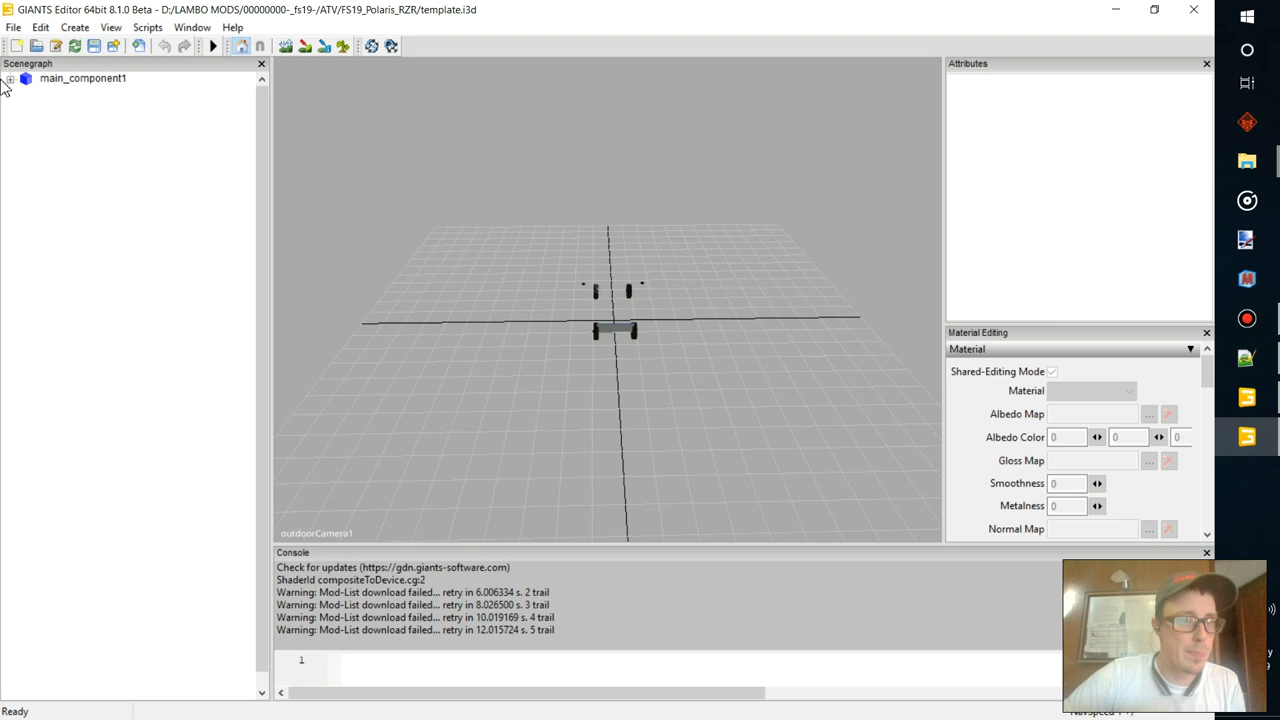 GIANTS Editor 64bit 8.1.0 Beta - D:/LAMBO MODS/00000000-_fs19-/ATV/FS19_Polaris_RZR/template.i3d
File Edit Create View Scripts Window Help
Scenegraph
main_component1
outdoorCamera1
Console
Check for updates (https://gdn.giants-software.com)
ShaderId compositeToDevice.cg:2
Warning: Mod-List download failed... retry in 6.006334 s. 2 trail
Warning: Mod-List download failed... retry in 8.026500 s. 3 trail
Warning: Mod-List download failed... retry in 10.019169 s. 4 trail
Warning: Mod-List download failed... retry in 12.015724 s. 5 trail
1
Attributes
Material Editing
Material
Shared-Editing Mode
Material
Albedo Map ...
Albedo Color 0 0 0
Gloss Map ...
Smoothness 0
Metalness 0
Normal Map ...
Ready